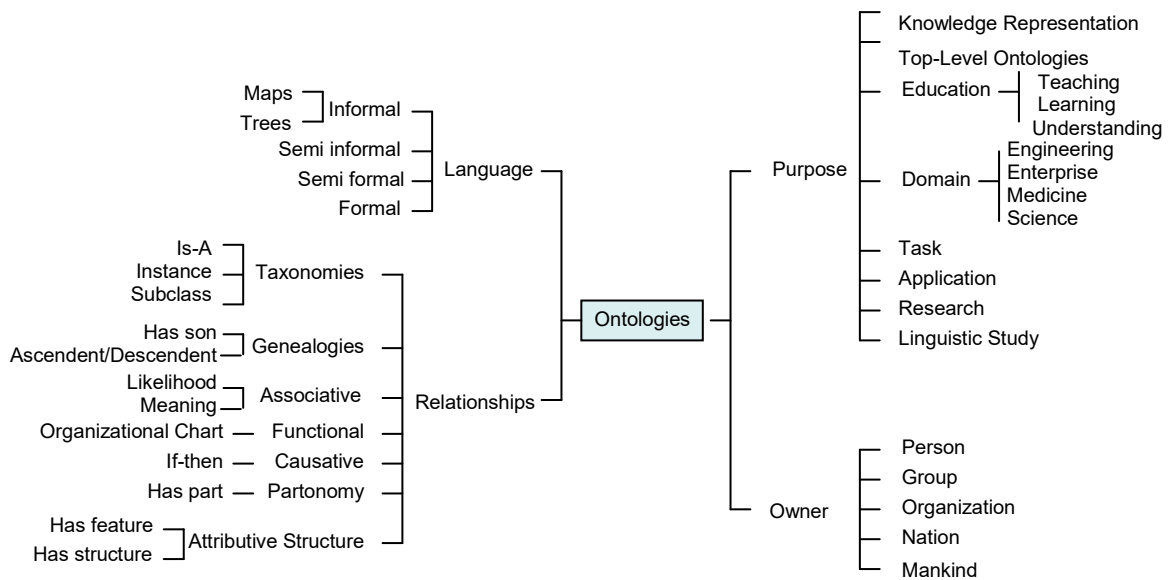 Maps
Trees
Informal
Semi informal
Semi formal
Formal
Language
Is-A
Instance
Subclass
Taxonomies
Has son
Ascendent/Descendent
Genealogies
Likelihood
Meaning
Associative
Organizational Chart
Functional
If-then
Causative
Has part
Partonomy
Has feature
Has structure
Attributive Structure
Relationships
Ontologies
Purpose
Knowledge Representation
Top-Level Ontologies
Education
Teaching
Learning
Understanding
Domain
Engineering
Enterprise
Medicine
Science
Task
Application
Research
Linguistic Study
Owner
Person
Group
Organization
Nation
Mankind